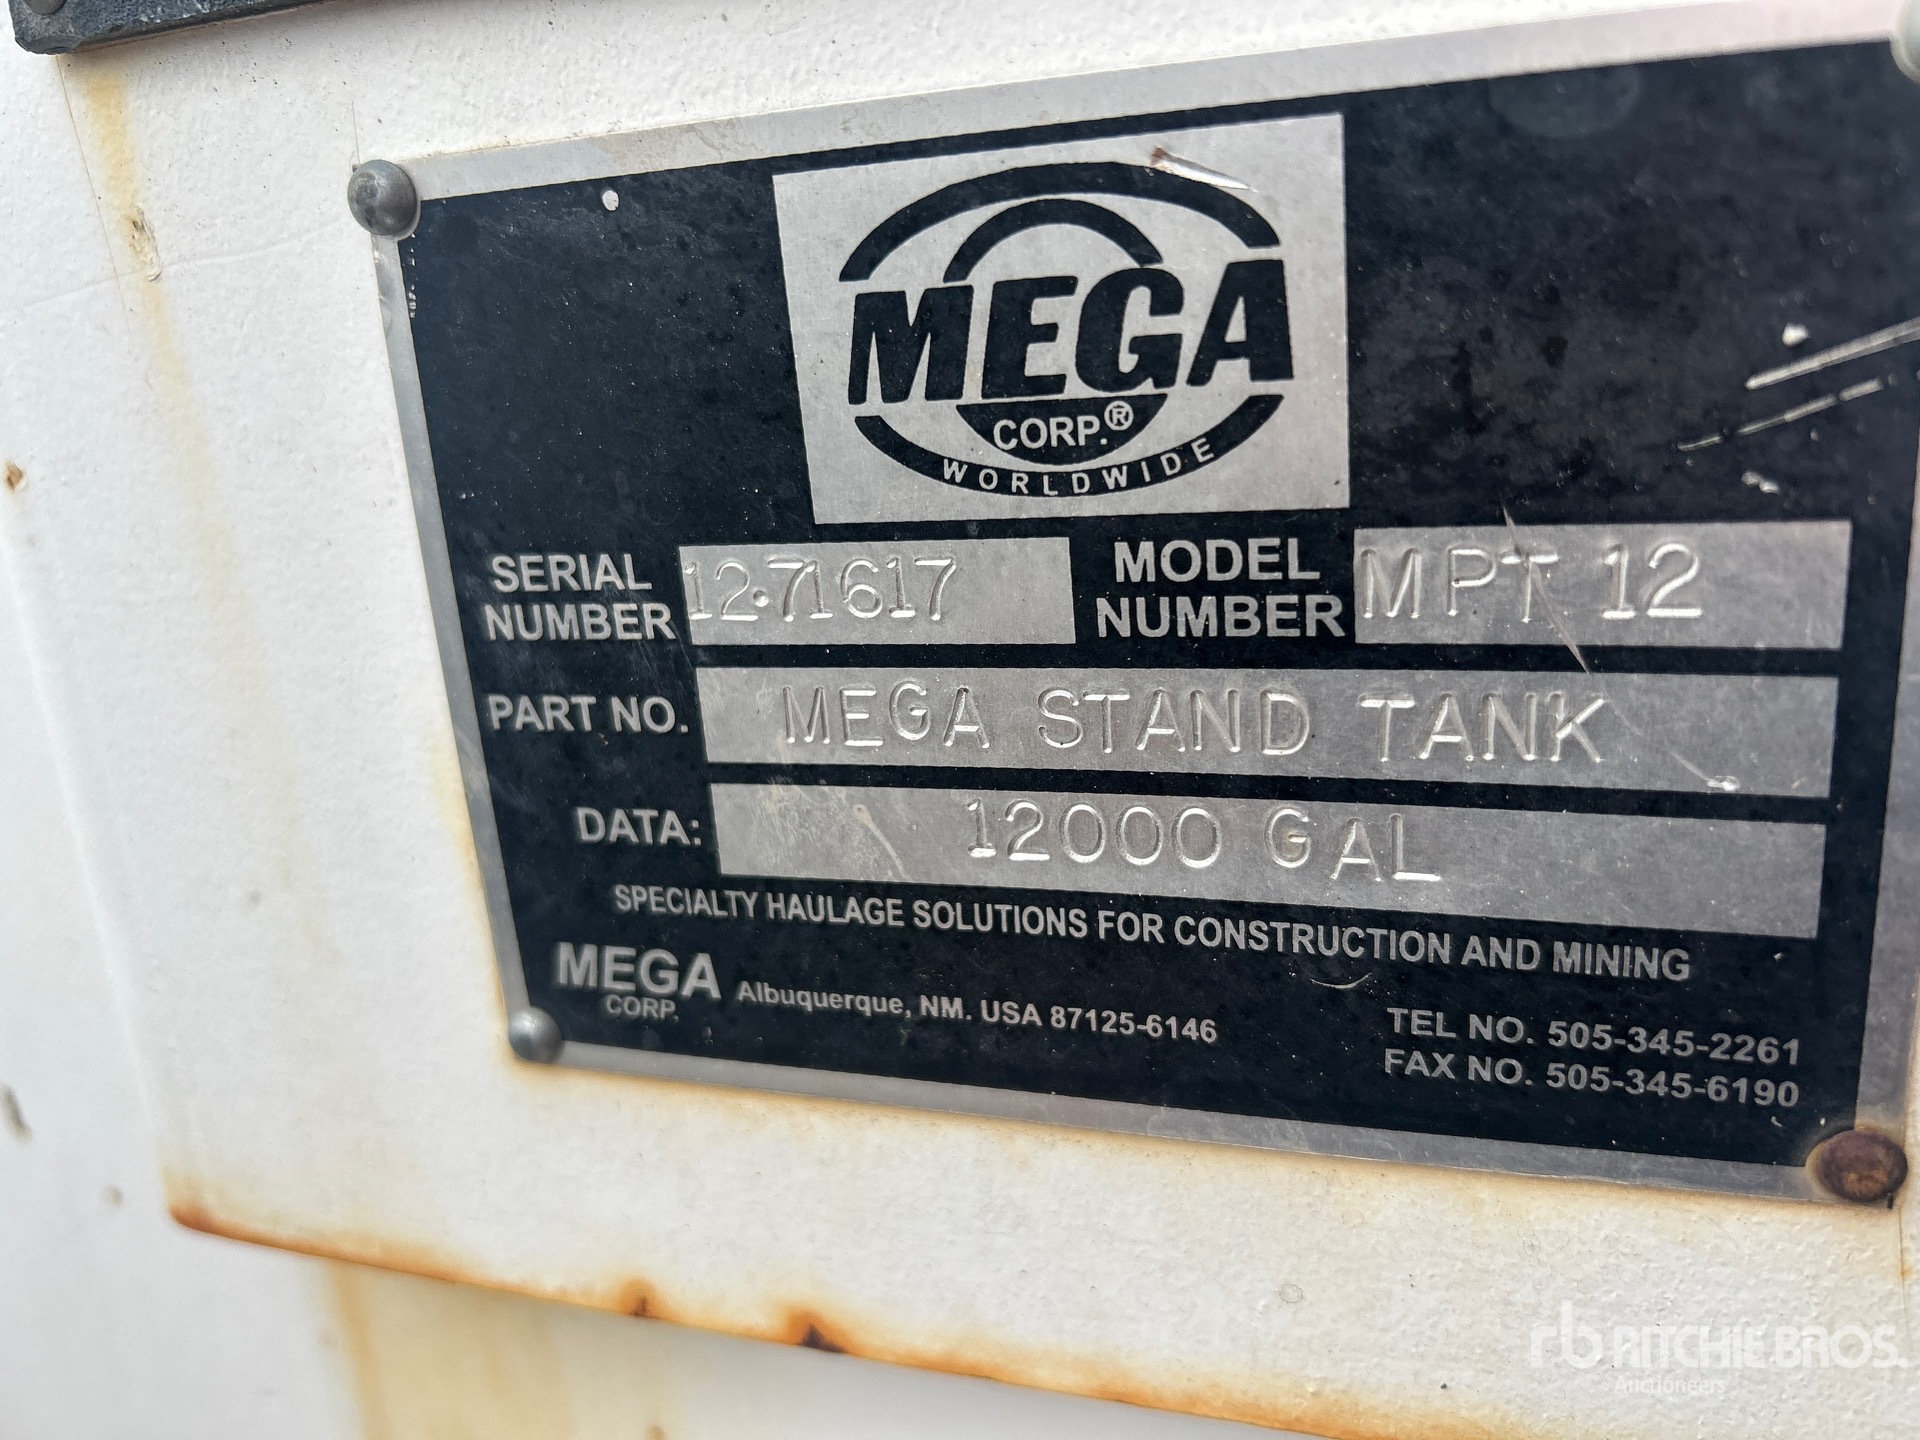 MEGA
CORP.®
WORLDWIDE
SERIAL NUMBER 12.71617
MODEL NUMBER MPT 12
PART NO. MEGA STAND TANK
DATA: 12000 GAL
SPECIALTY HAULAGE SOLUTIONS FOR CONSTRUCTION AND MINING
MEGA CORP. Albuquerque, NM. USA 87125-6146
TEL NO. 505-345-2261
FAX NO. 505-345-6190
rb RITCHIE BROS.
Auctioneers